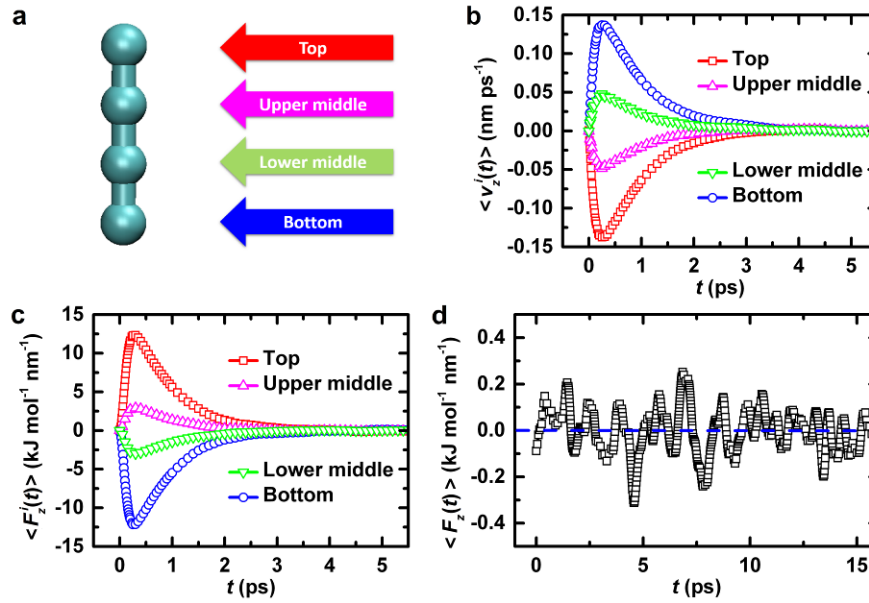 a
Top
Upper middle
Lower middle
Bottom
b
<v_z^i(t)> (nm ps⁻¹)
0.15
0.10
0.05
0.00
-0.05
-0.10
-0.15
Top
Upper middle
Lower middle
Bottom
0 1 2 3 4 5
t (ps)
c
<F_z^i(t)> (kJ mol⁻¹ nm⁻¹)
15
10
5
0
-5
-10
-15
Top
Upper middle
Lower middle
Bottom
0 1 2 3 4 5
t (ps)
d
<F_z(t)> (kJ mol⁻¹ nm⁻¹)
0.4
0.2
0.0
-0.2
-0.4
0 5 10 15
t (ps)